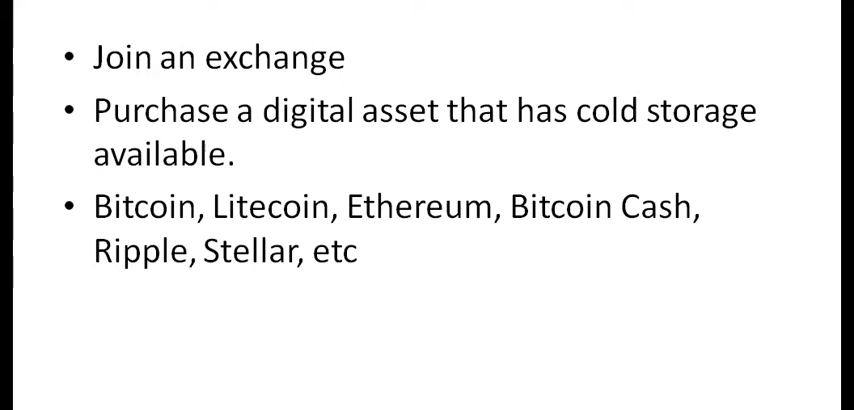 • Join an exchange
• Purchase a digital asset that has cold storage
available.
• Bitcoin, Litecoin, Ethereum, Bitcoin Cash,
Ripple, Stellar, etc